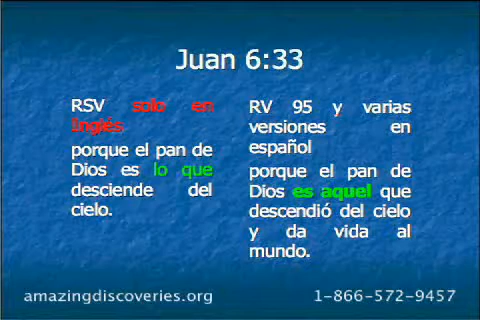 Juan 6:33
RSV solo en
Inglés
porque el pan de
Dios es lo que
desciende del
cielo.
RV 95 y varias
versiones en
español
porque el pan de
Dios es aquel que
descendió del cielo
y da vida al
mundo.
amazingdiscoveries.org
1-866-572-9457